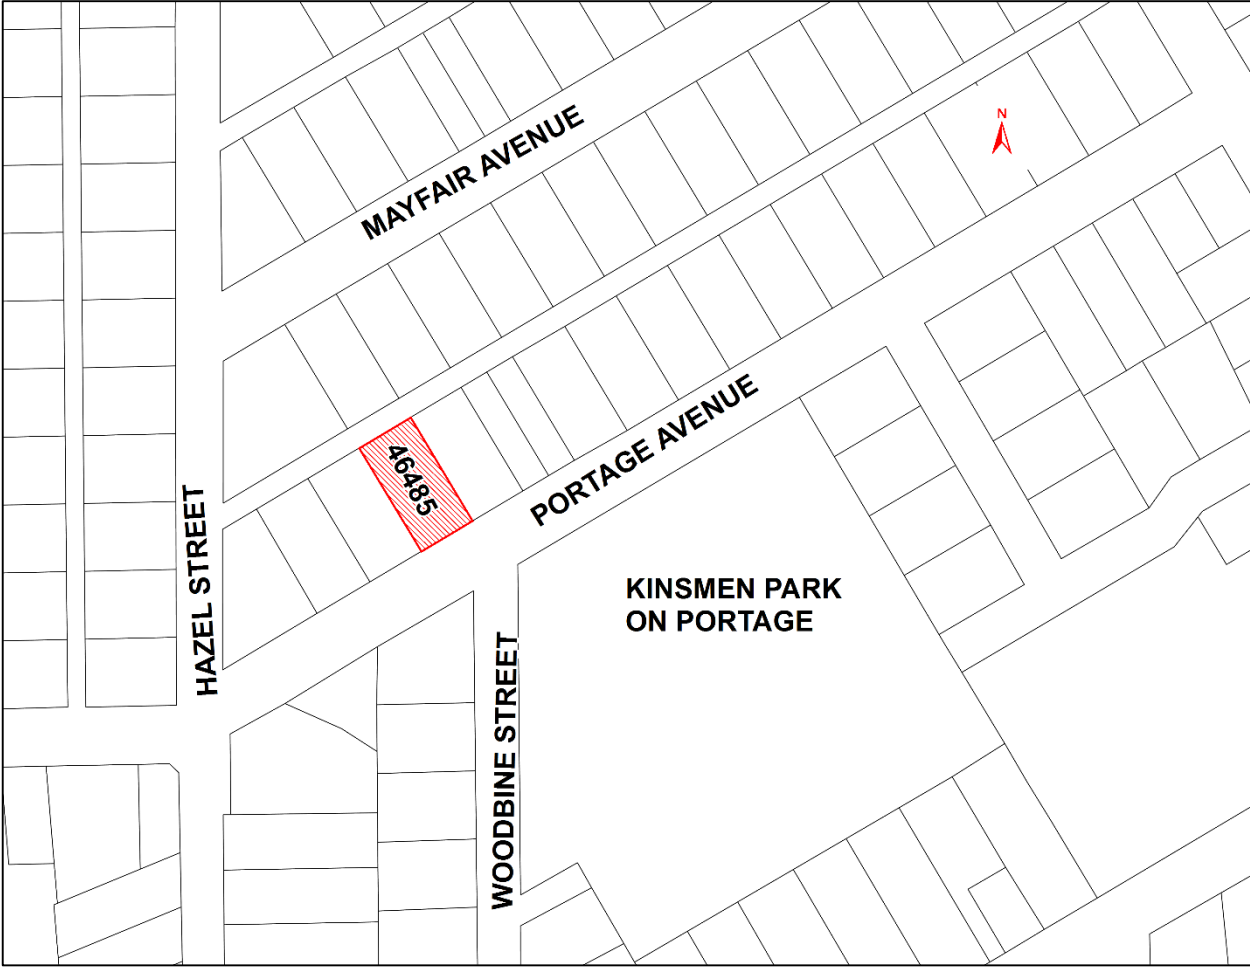 N
MAYFAIR AVENUE
PORTAGE AVENUE
46485
HAZEL STREET
KINSMEN PARK
ON PORTAGE
WOODBINE STREET